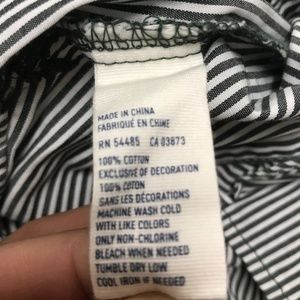 MADE IN CHINA
FABRIQUÉ EN CHINE
RN 54485 CA 03873
100% COTTON
EXCLUSIVE OF DECORATION
100% COTON
SANS LES DÉCORATIONS
MACHINE WASH COLD
WITH LIKE COLORS
ONLY NON-CHLORINE
BLEACH WHEN NEEDED
TUMBLE DRY LOW
COOL IRON IF NEEDED